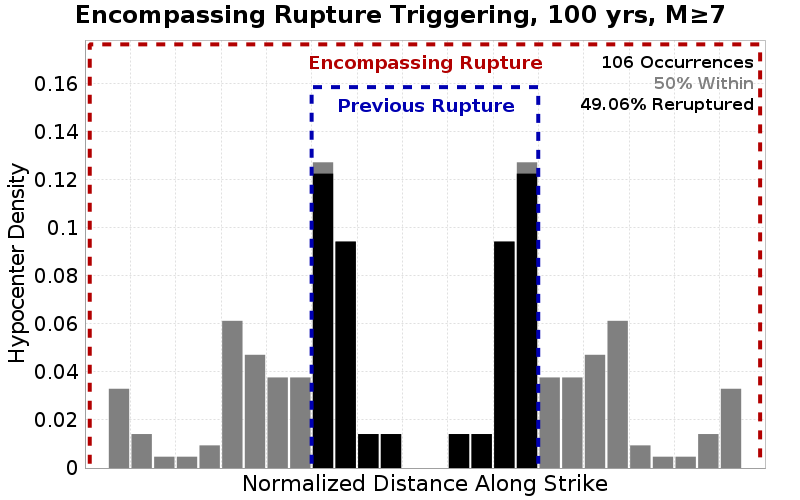 Encompassing Rupture Triggering, 100 yrs, M≥7
Encompassing Rupture
106 Occurrences
50% Within
Previous Rupture
49.06% Reruptured
0.16
0.14
0.12
0.1
0.08
0.06
0.04
0.02
0
Hypocenter Density
Normalized Distance Along Strike